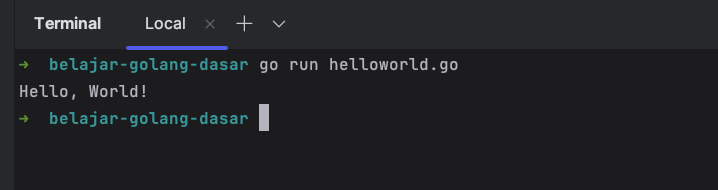 Terminal Local × + ⌄
→ belajar-golang-dasar go run helloworld.go
Hello, World!
→ belajar-golang-dasar